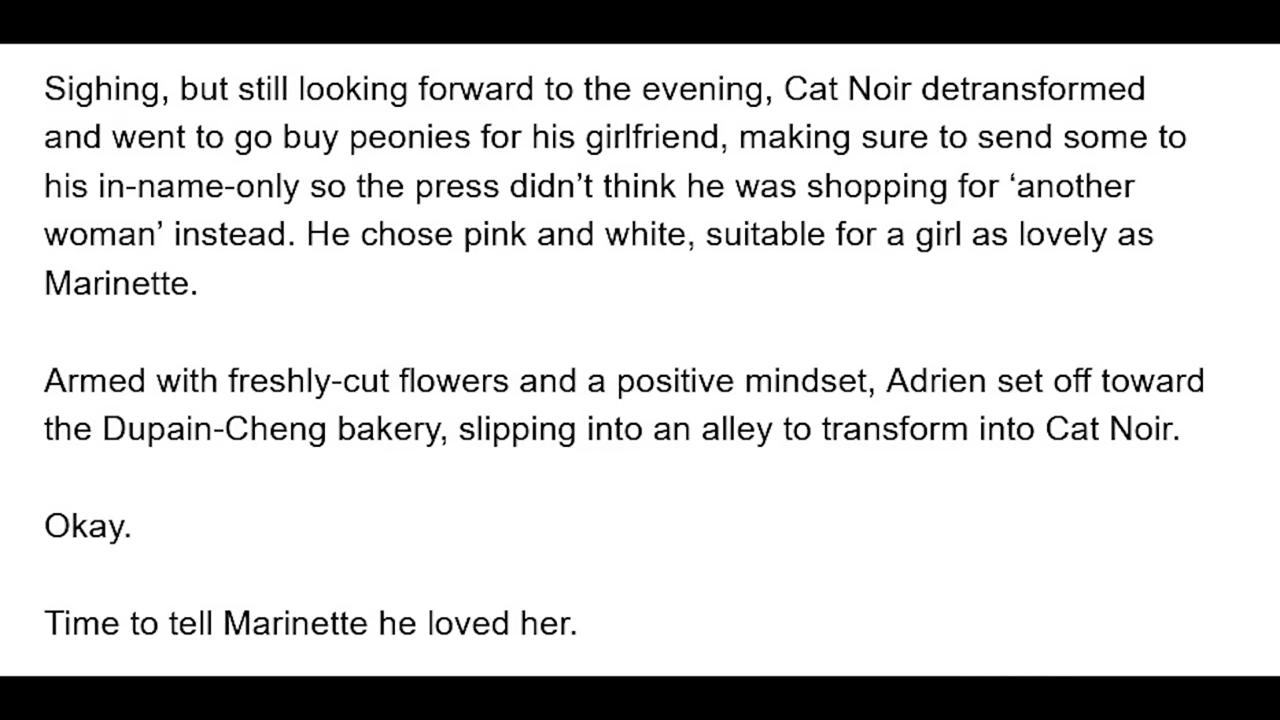 Sighing, but still looking forward to the evening, Cat Noir detransformed
and went to go buy peonies for his girlfriend, making sure to send some to
his in-name-only so the press didn’t think he was shopping for ‘another
woman’ instead. He chose pink and white, suitable for a girl as lovely as
Marinette.
Armed with freshly-cut flowers and a positive mindset, Adrien set off toward
the Dupain-Cheng bakery, slipping into an alley to transform into Cat Noir.
Okay.
Time to tell Marinette he loved her.